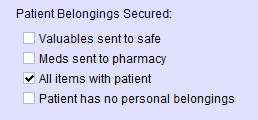 Patient Belongings Secured:
Valuables sent to safe
Meds sent to pharmacy
All items with patient
Patient has no personal belongings